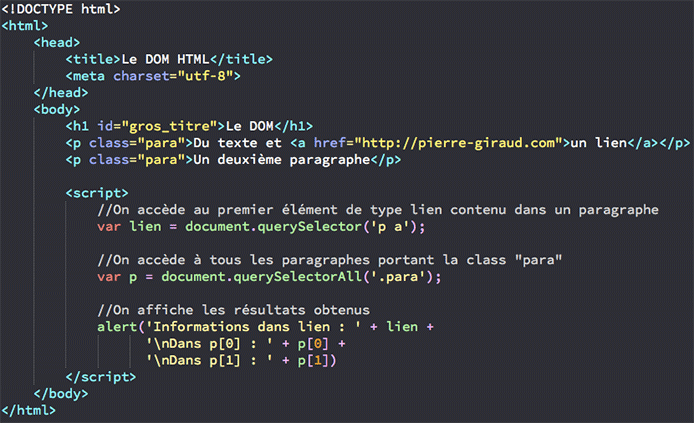 <!DOCTYPE html>
<html>
<head>
<title>Le DOM HTML</title>
<meta charset="utf-8">
</head>
<body>
<h1 id="gros_titre">Le DOM</h1>
<p class="para">Du texte et <a href="http://pierre-giraud.com">un lien</a></p>
<p class="para">Un deuxième paragraphe</p>
<script>
//On accède au premier élément de type lien contenu dans un paragraphe
var lien = document.querySelector('p a');
//On accède à tous les paragraphes portant la class "para"
var p = document.querySelectorAll('.para');
//On affiche les résultats obtenus
alert('Informations dans lien : ' + lien +
'\nDans p[0] : ' + p[0] +
'\nDans p[1] : ' + p[1])
</script>
</body>
</html>